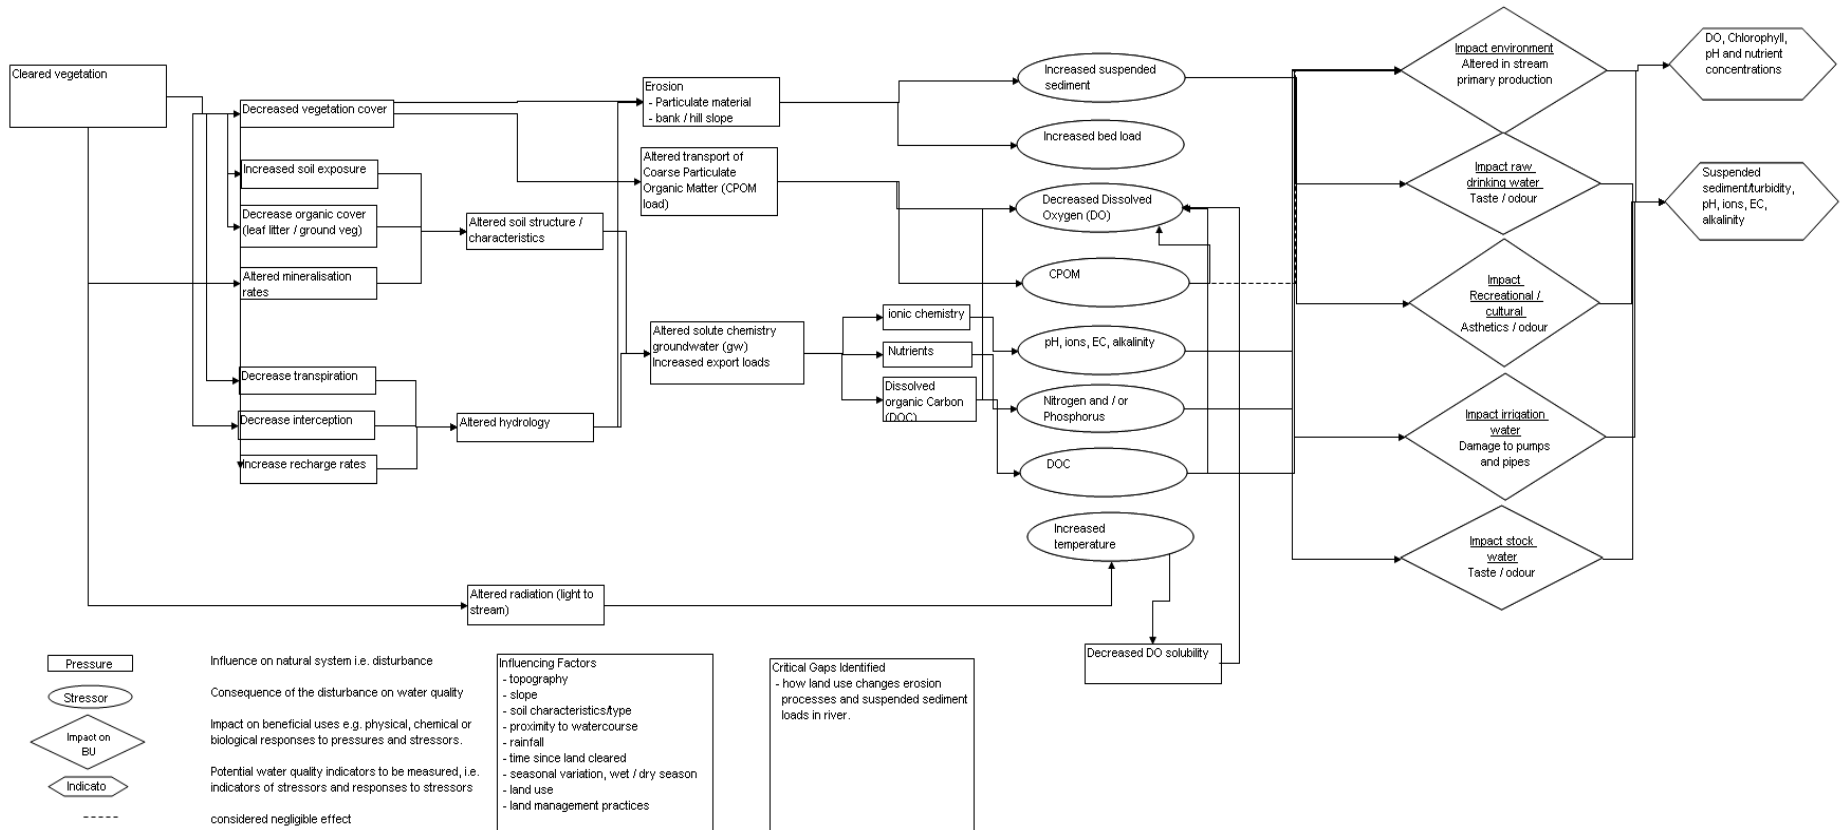 Cleared vegetation
Decreased vegetation cover
Increased soil exposure
Decrease organic cover
(leaf litter / ground veg)
Altered mineralisation
rates
Decrease transpiration
Decrease interception
Increase recharge rates
Altered soil structure /
characteristics
Altered hydrology
Altered radiation (light to
stream)
Erosion
- Particulate material
- bank / hill slope
Altered transport of
Coarse Particulate
Organic Matter (CPOM
load)
Altered solute chemistry
groundwater (gw)
Increased export loads
ionic chemistry
Nutrients
Dissolved
organic Carbon
(DOC)
Increased suspended
sediment
Increased bed load
Decreased Dissolved
Oxygen (DO)
CPOM
pH, ions, EC, alkalinity
Nitrogen and / or
Phosphorus
DOC
Increased
temperature
Decreased DO solubility
Impact environment
Altered in stream
primary production
Impact raw
drinking water
Taste / odour
Impact
Recreational /
cultural
Asthetics / odour
Impact irrigation
water
Damage to pumps
and pipes
Impact stock
water
Taste / odour
DO, Chlorophyll,
pH and nutrient
concentrations
Suspended
sediment/turbidity,
pH, ions, EC,
alkalinity
Pressure
Influence on natural system i.e. disturbance
Stressor
Consequence of the disturbance on water quality
Impact on
BU
Impact on beneficial uses e.g. physical, chemical or
biological responses to pressures and stressors.
Indicato
Potential water quality indicators to be measured, i.e.
indicators of stressors and responses to stressors
considered negligible effect
Influencing Factors
- topography
- slope
- soil characteristics/type
- proximity to watercourse
- rainfall
- time since land cleared
- seasonal variation, wet / dry season
- land use
- land management practices
Critical Gaps Identified
- how land use changes erosion
processes and suspended sediment
loads in river.